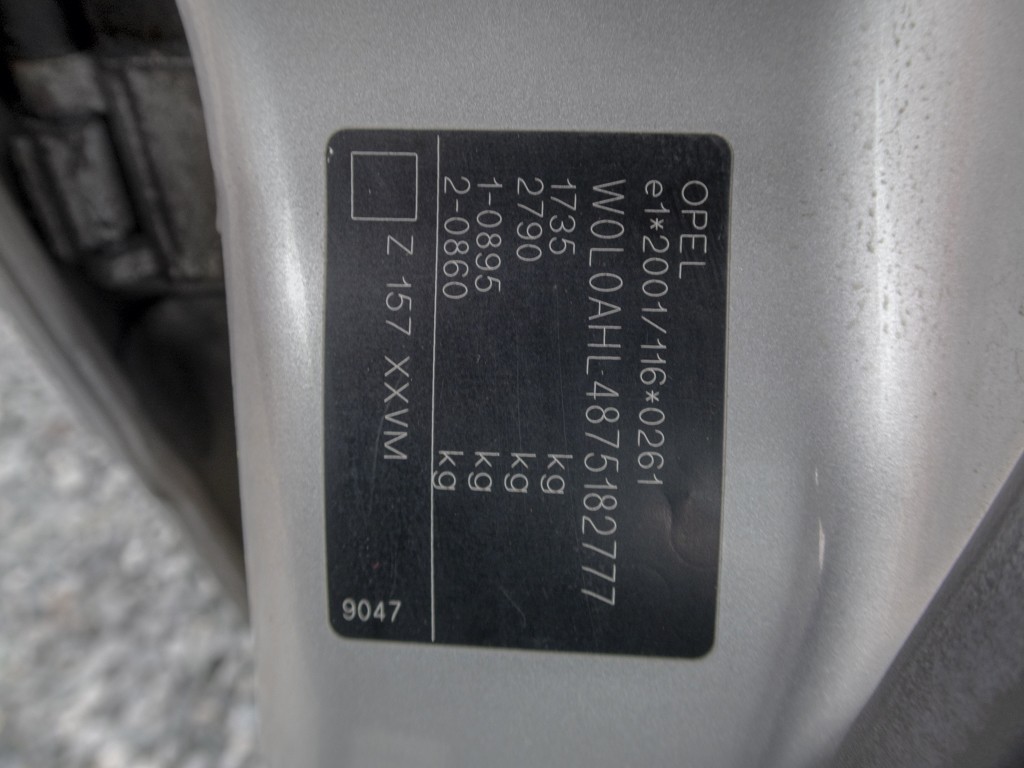 OPEL
e1*2001/116*0261
W0L0AHL4875182777
1735 kg
2790 kg
1-0895 kg
2-0860 kg
Z 157 XXVM
9047